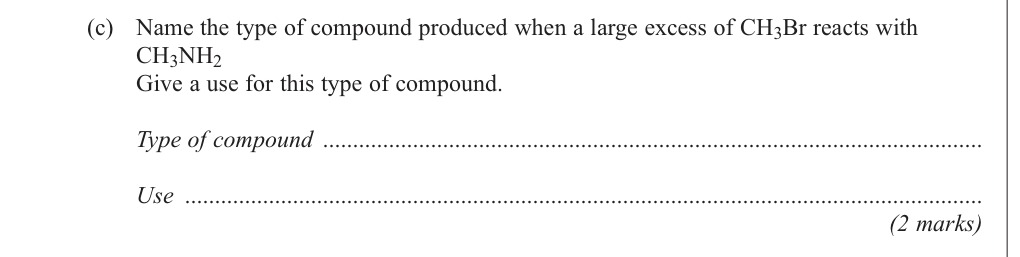 (c) Name the type of compound produced when a large excess of CH₃Br reacts with
CH₃NH₂
Give a use for this type of compound.
Type of compound ................................................................................................................
Use ........................................................................................................................................
(2 marks)